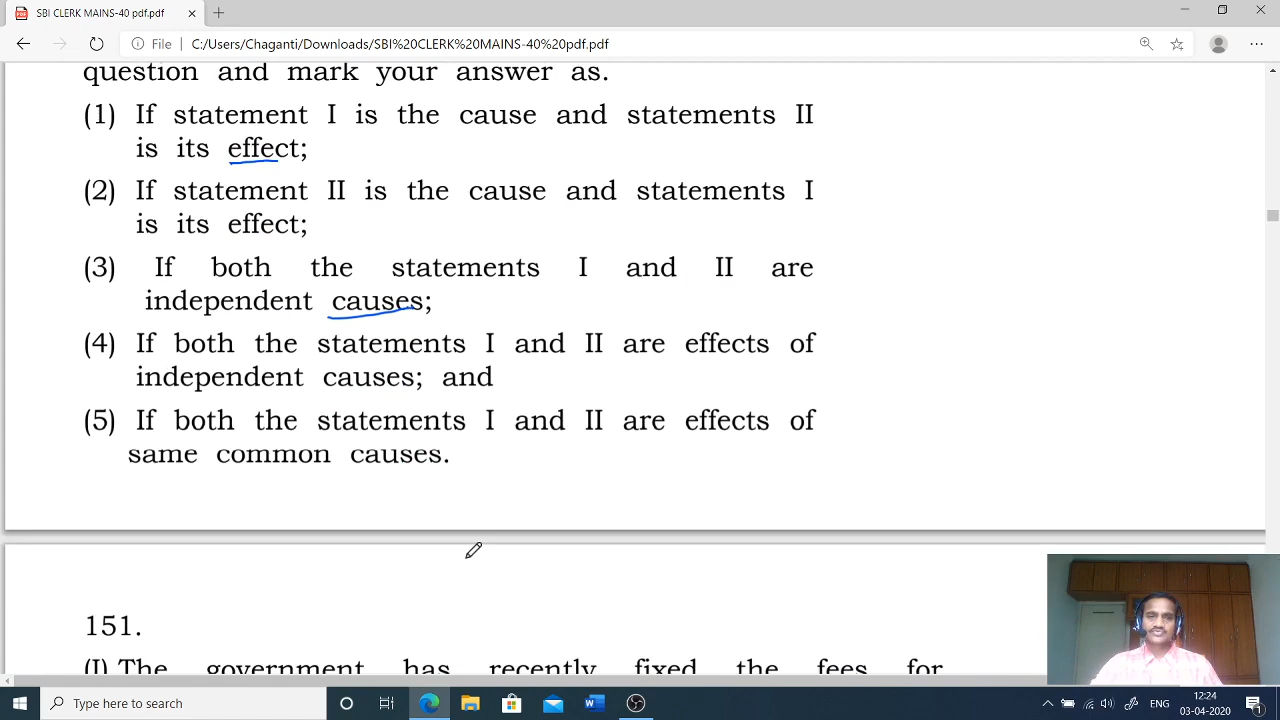 SBI CLERK MAINS-40 pdf.pdf
File C:/Users/Chaganti/Downloads/SBI%20CLERK%20MAINS-40%20pdf.pdf
question and mark your answer as.
(1) If statement I is the cause and statements II
is its effect;
(2) If statement II is the cause and statements I
is its effect;
(3) If both the statements I and II are
independent causes;
(4) If both the statements I and II are effects of
independent causes; and
(5) If both the statements I and II are effects of
same common causes.
151.
(I) The government has recently fixed the fees for
Type here to search
ENG
12:24
03-04-2020